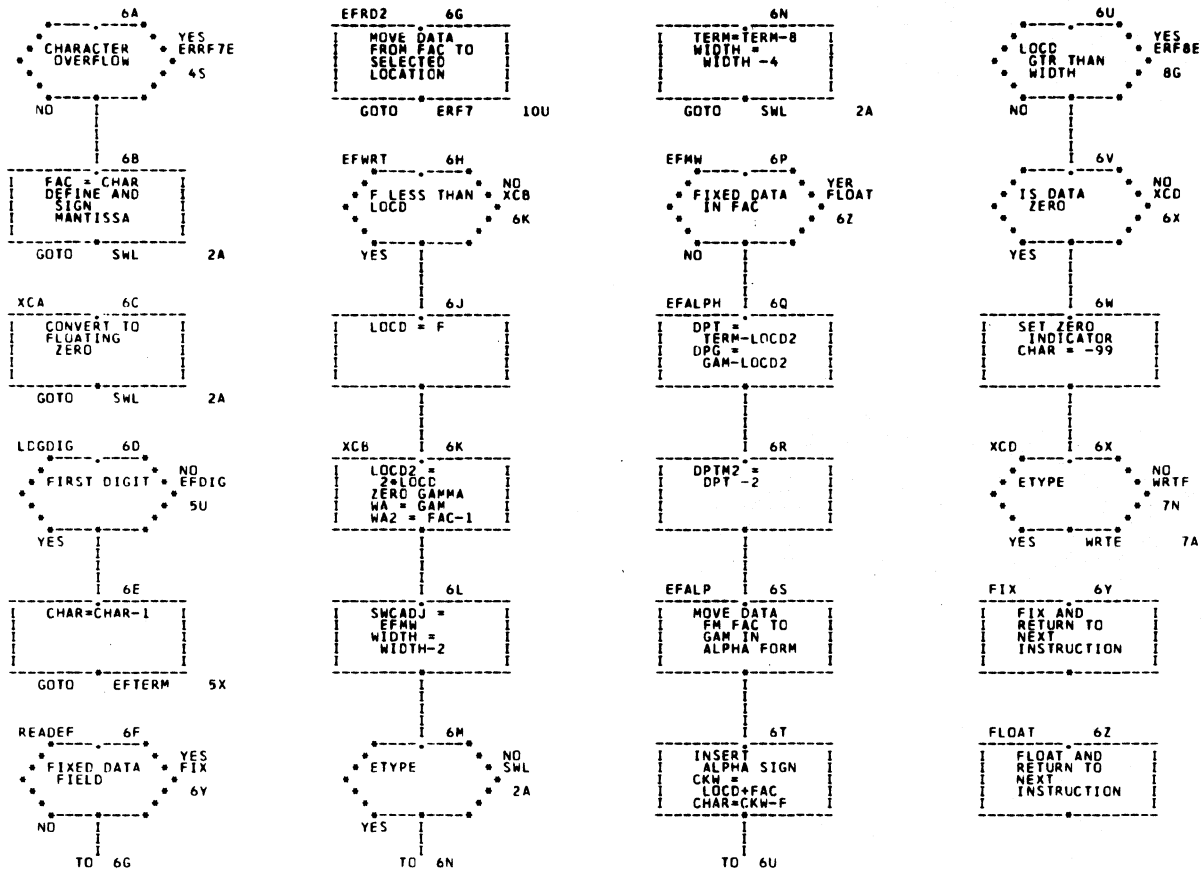 6A
CHARACTER
OVERFLOW
YES
ERRF7E
4S
NO
6B
FAC = CHAR
DEFINE AND
SIGN
MANTISSA
GOTO SWL 2A
XCA 6C
CONVERT TO
FLOATING
ZERO
GOTO SWL 2A
LDGDIG 6D
FIRST DIGIT
NO
EFDIG
5U
YES
6E
CHAR=CHAR-1
GOTO EFTERM 5X
READEF 6F
FIXED DATA
FIELD
YES
FIX
6Y
NO
TO 6G
EFRD2 6G
MOVE DATA
FROM FAC TO
SELECTED
LOCATION
GOTO ERF7 10U
EFWRT 6H
F LESS THAN
LOCD
NO
XCB
6K
YES
6J
LOCD = F
XCB 6K
LOCD2 =
2*LOCD
ZERO GAMMA
WA = GAM
WA2 = FAC-1
6L
SWCADJ =
EFMW
WIDTH =
WIDTH-2
6M
ETYPE
NO
SWL
2A
YES
TO 6N
6N
TERM=TERM-8
WIDTH =
WIDTH -4
GOTO SWL 2A
EFMW 6P
FIXED DATA
IN FAC
YER
FLOAT
6Z
NO
EFALPH 6Q
DPT =
TERM-LOCD2
DPG =
GAM-LOCD2
6R
DPTM2 =
DPT -2
EFALP 6S
MOVE DATA
FM FAC TO
GAM IN
ALPHA FORM
6T
INSERT
ALPHA SIGN
CKW =
LOCD+FAC
CHAR=CKW-F
TO 6U
6U
LOCD
GTR THAN
WIDTH
YES
ERF8E
8G
NO
6V
IS DATA
ZERO
NO
XCD
6X
YES
6W
SET ZERO
INDICATOR
CHAR = -99
XCD 6X
ETYPE
NO
WRTF
7N
YES WRTE 7A
FIX 6Y
FIX AND
RETURN TO
NEXT
INSTRUCTION
FLOAT 6Z
FLOAT AND
RETURN TO
NEXT
INSTRUCTION